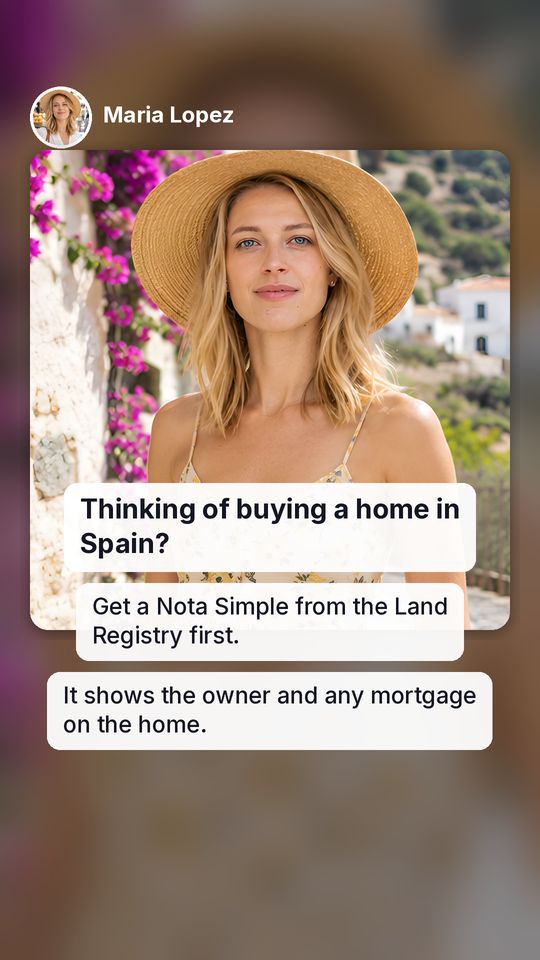 Maria Lopez
Thinking of buying a home in
Spain?
Get a Nota Simple from the Land
Registry first.
It shows the owner and any mortgage
on the home.